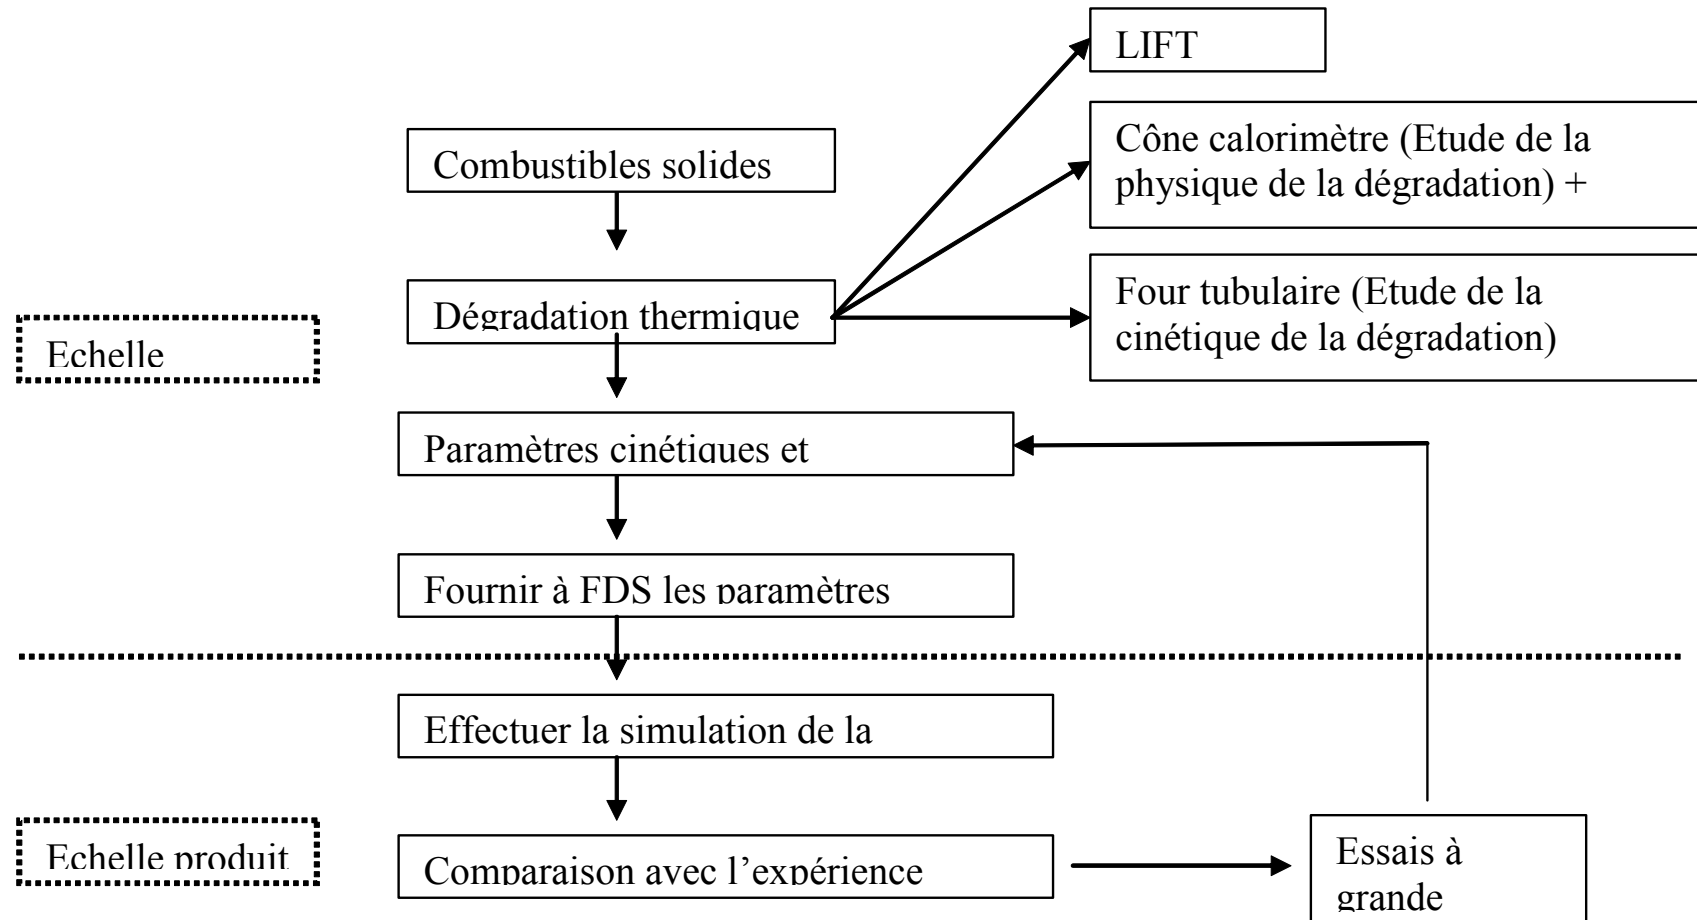 LIFT
Combustibles solides
Cône calorimètre (Etude de la
physique de la dégradation) +
Dégradation thermique
Four tubulaire (Etude de la
cinétique de la dégradation)
Echelle
Paramètres cinétiques et
Fournir à FDS les paramètres
Effectuer la simulation de la
Echelle produit
Comparaison avec l’expérience
Essais à
grande